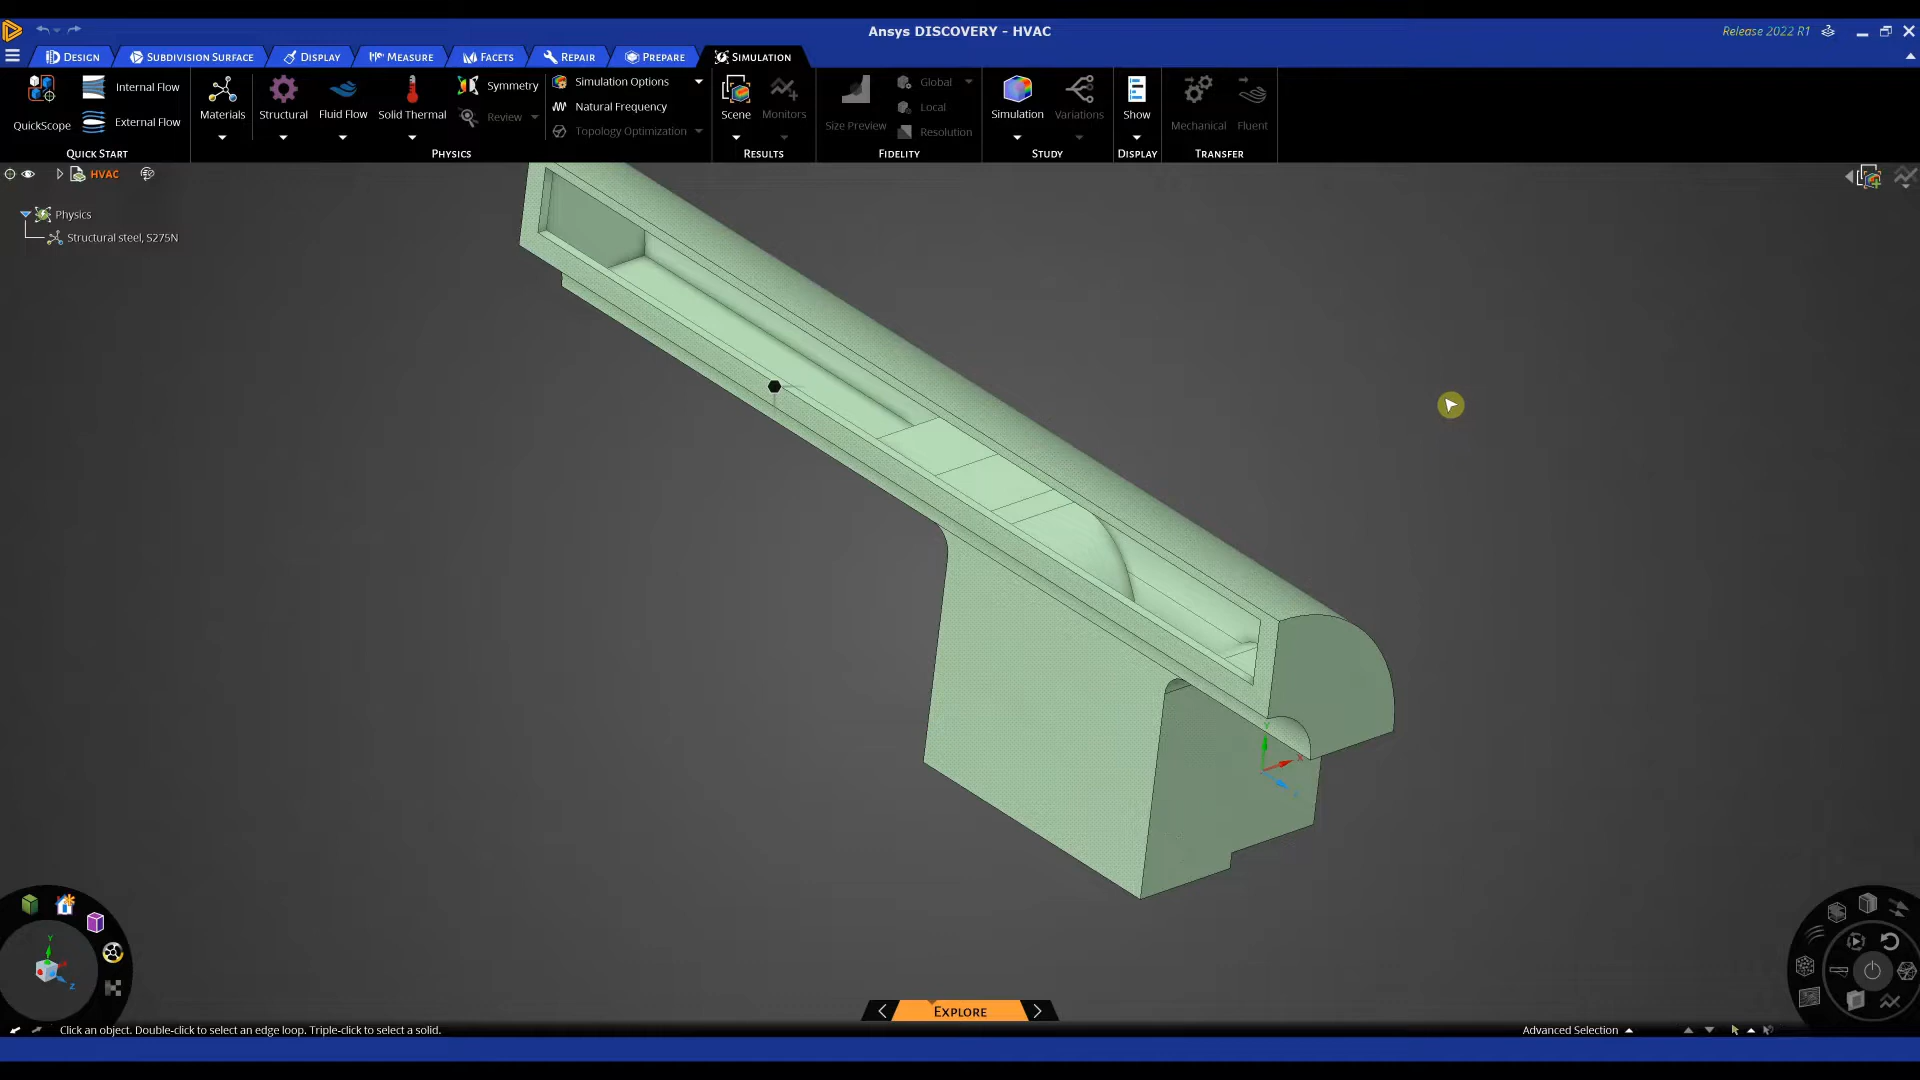 Ansys DISCOVERY - HVAC
Release 2022 R1
DESIGN
SUBDIVISION SURFACE
DISPLAY
MEASURE
FACETS
REPAIR
PREPARE
SIMULATION
QuickScope
Internal Flow
External Flow
QUICK START
Materials
Structural
Fluid Flow
Solid Thermal
Symmetry
Review
Simulation Options
Natural Frequency
Topology Optimization
PHYSICS
Scene
Monitors
RESULTS
Size Preview
Global
Local
Resolution
FIDELITY
Simulation
Variations
STUDY
Show
DISPLAY
Mechanical
Fluent
TRANSFER
HVAC
Physics
Structural steel, S275N
Y
X
Z
Y
Z
EXPLORE
Click an object. Double-click to select an edge loop. Triple-click to select a solid.
Advanced Selection